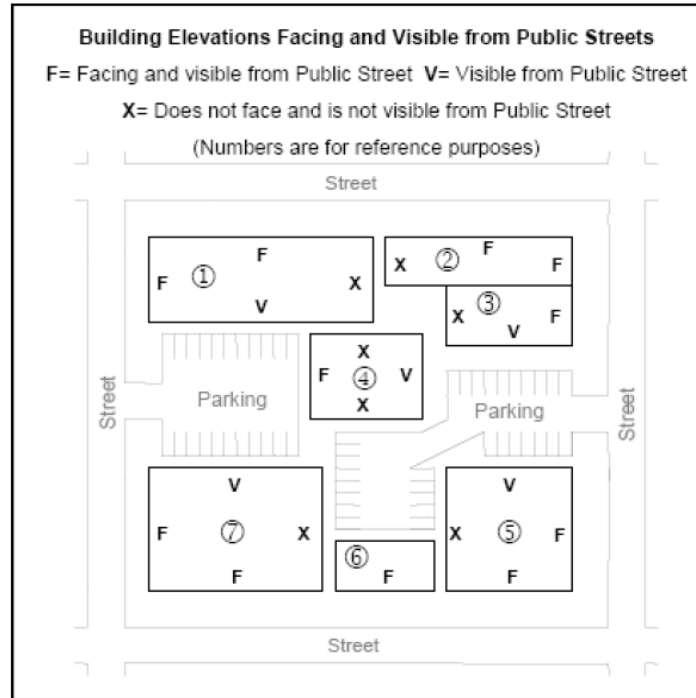 Building Elevations Facing and Visible from Public Streets
F= Facing and visible from Public Street V= Visible from Public Street
X= Does not face and is not visible from Public Street
(Numbers are for reference purposes)
Street
F ① F V X
X ② F F
X ③ V F
Street
Parking
X
F ④ V
X
Parking
Street
V
F ⑦ X
F
⑥
F
V
X ⑤ F
F
Street